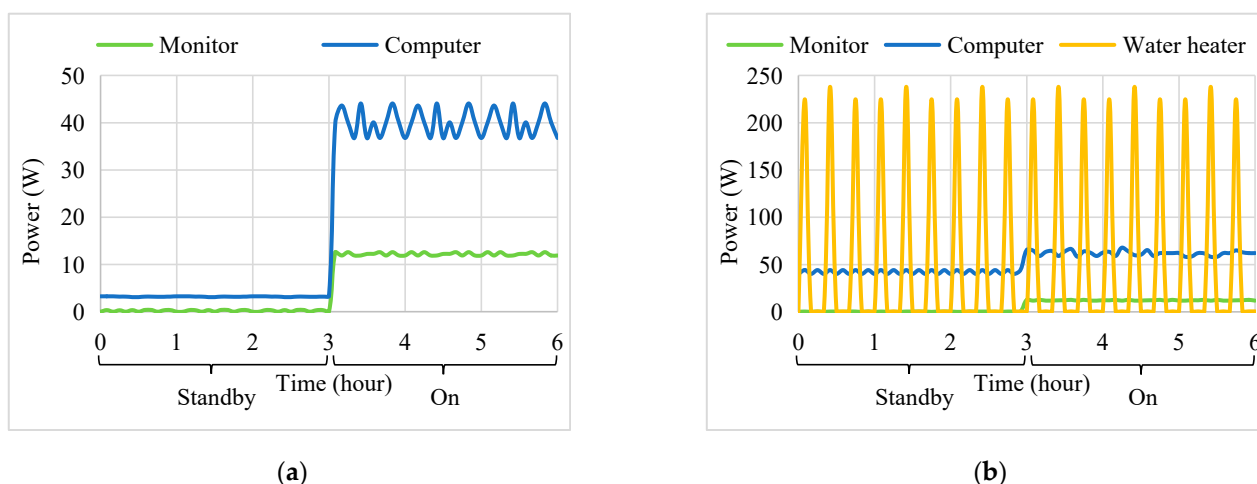 Monitor Computer
50
40
30
20
10
0
Power (W)
0 1 2 3 4 5 6
Time (hour)
Standby On
(a)
Monitor Computer Water heater
250
200
150
100
50
0
Power (W)
0 1 2 3 4 5 6
Time (hour)
Standby On
(b)